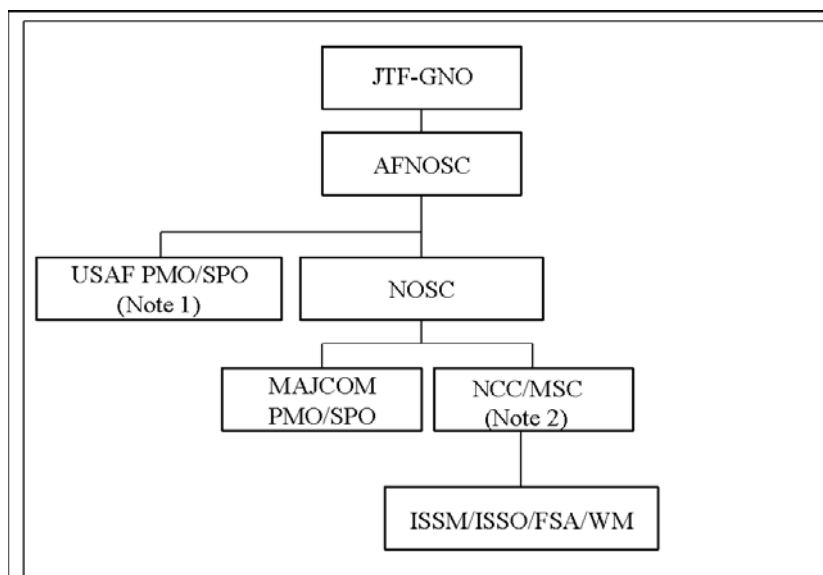 JTF-GNO
AFNOSC
USAF PMO/SPO
(Note 1)
NOSC
MAJCOM
PMO/SPO
NCC/MSC
(Note 2)
ISSM/ISSO/FSA/WM